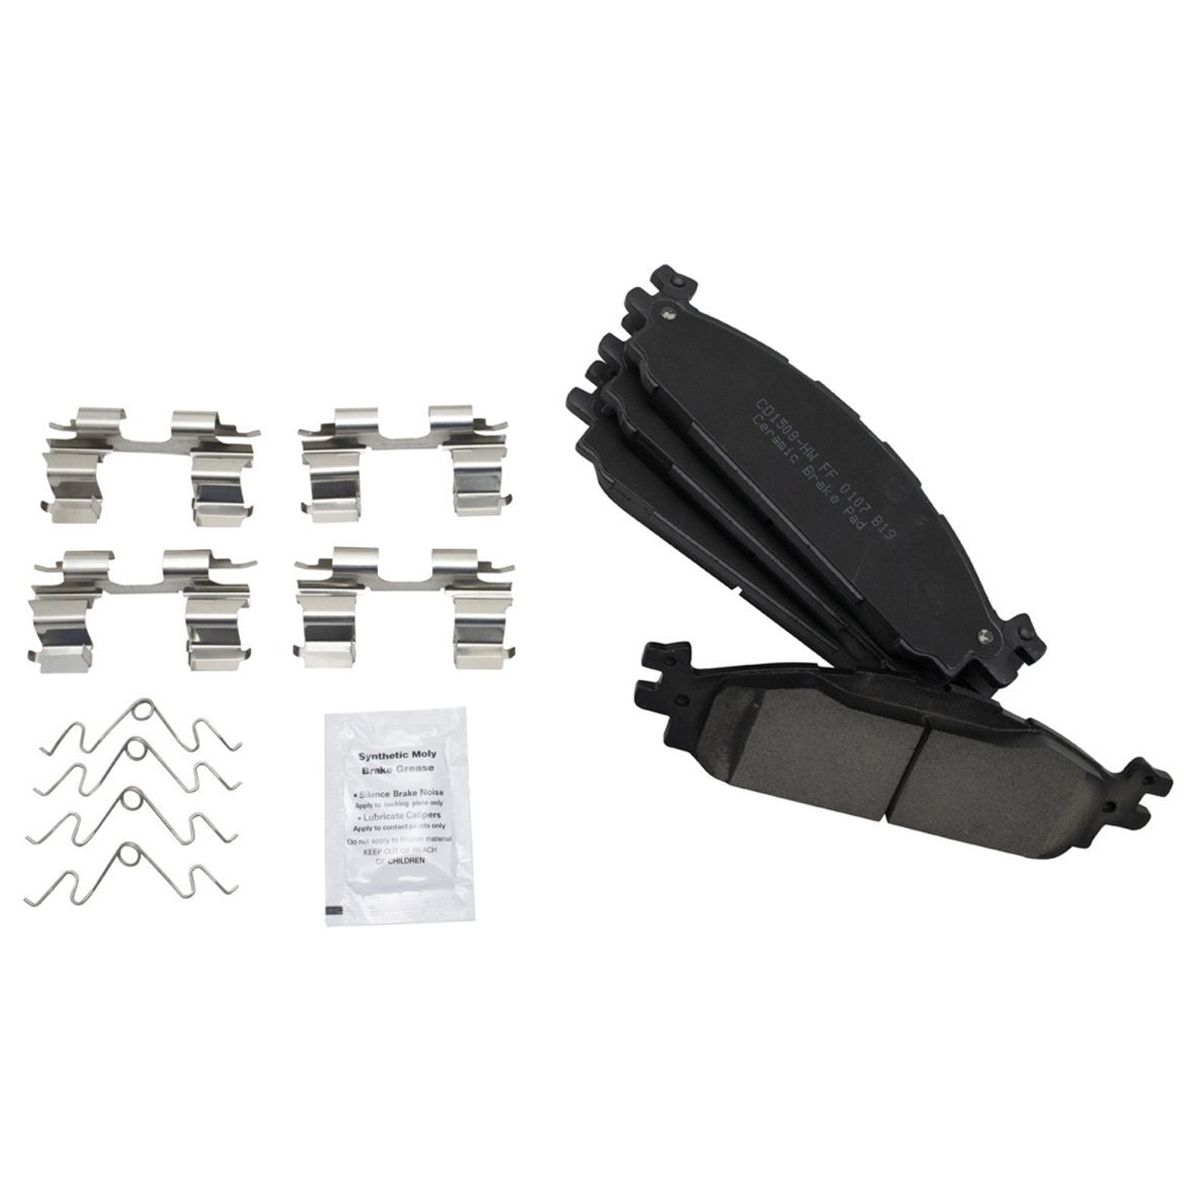 CD1508-HW FF 0107 B19
Ceramic Brake Pad
Synthetic Moly
Brake Grease
• Silence Brake Noise
Apply to backing plate only
• Lubricate Calipers
Apply to contact points only
Do not apply to friction material
KEEP OUT OF REACH
OF CHILDREN